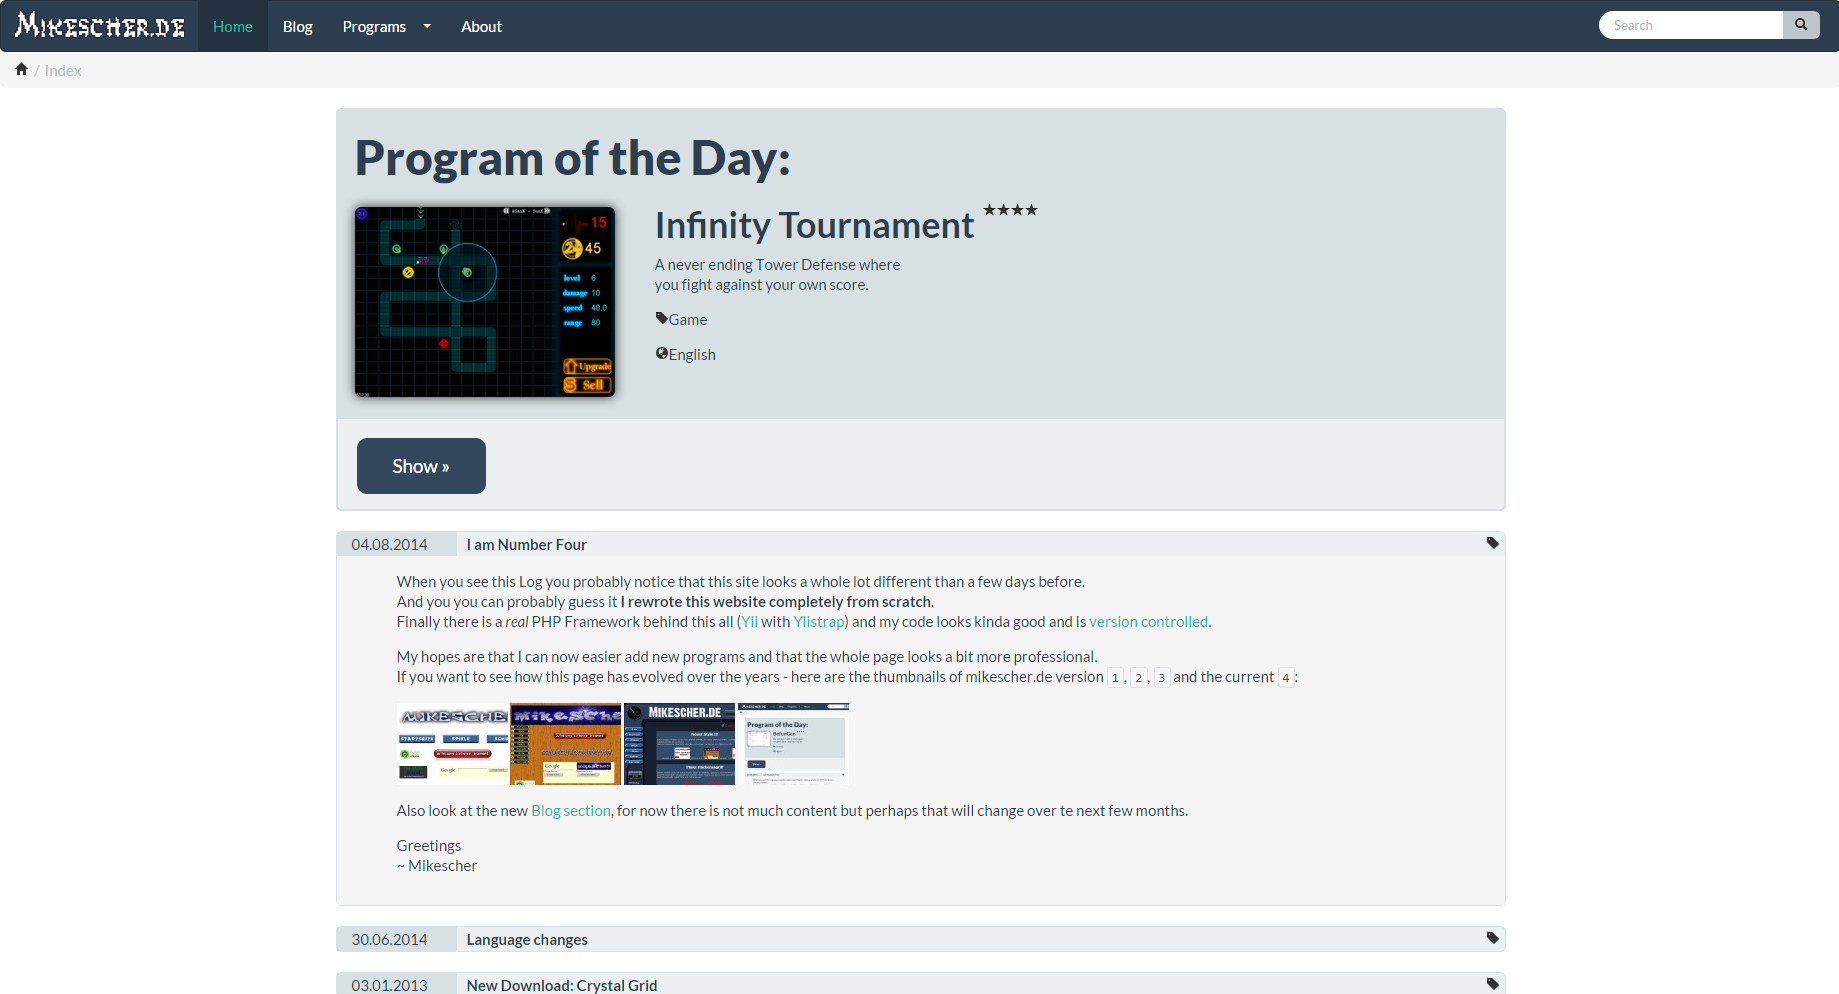 MIKESCHER.DE Home Blog Programs About Search
/ Index
Program of the Day:
Infinity Tournament ★★★★
15
45
level 6
damage 10
speed 40.0
range 80
Upgrade
Sell
A never ending Tower Defense where
you fight against your own score.
Game
English
Show »
04.08.2014 I am Number Four
When you see this Log you probably notice that this site looks a whole lot different than a few days before.
And you you can probably guess it I rewrote this website completely from scratch.
Finally there is a real PHP Framework behind this all (Yii with Yiistrap) and my code looks kinda good and is version controlled.
My hopes are that I can now easier add new programs and that the whole page looks a bit more professional.
If you want to see how this page has evolved over the years - here are the thumbnails of mikescher.de version 1, 2, 3 and the current 4:
MIKESCHER MIKESCHE MIKESCHER.DE Program of the Day:
STARTSEITE SPIELE
Google
Google
BefunGen
Also look at the new Blog section, for now there is not much content but perhaps that will change over te next few months.
Greetings
~ Mikescher
30.06.2014 Language changes
03.01.2013 New Download: Crystal Grid